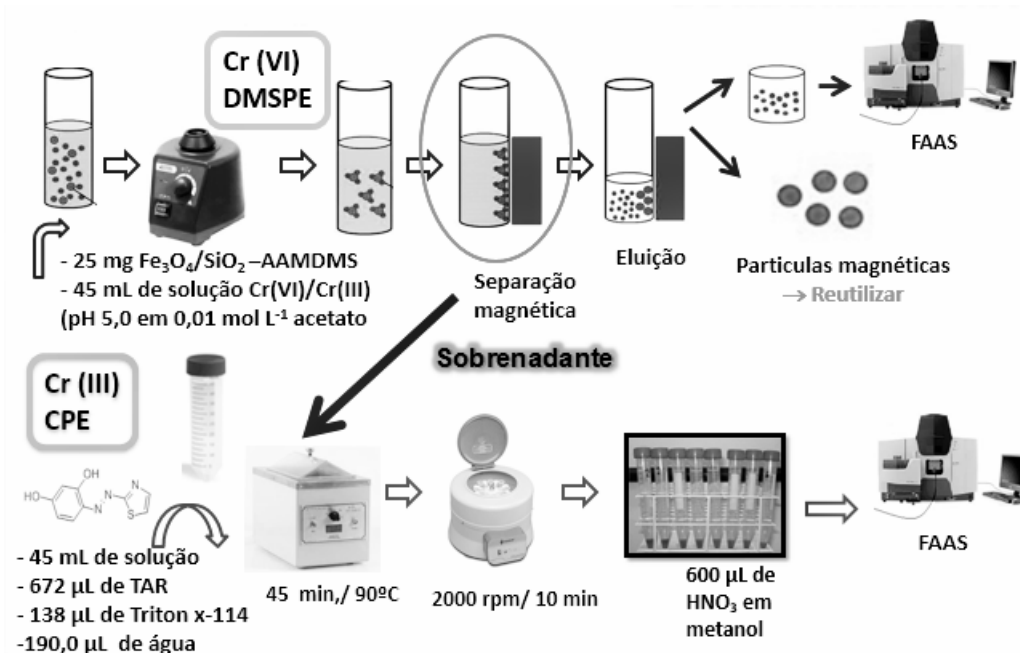 Cr (VI)
DMSPE
FAAS
- 25 mg Fe₃O₄/SiO₂ –AAMDMS
- 45 mL de solução Cr(VI)/Cr(III)
(pH 5,0 em 0,01 mol L⁻¹ acetato
Separação
magnética
Eluição
Particulas magnéticas
→ Reutilizar
Sobrenadante
Cr (III)
CPE
OH
HO
N
N
N
S
- 45 mL de solução
- 672 µL de TAR
- 138 µL de Triton x-114
-190,0 µL de água
45 min,/ 90ºC
2000 rpm/ 10 min
600 µL de
HNO₃ em
metanol
FAAS